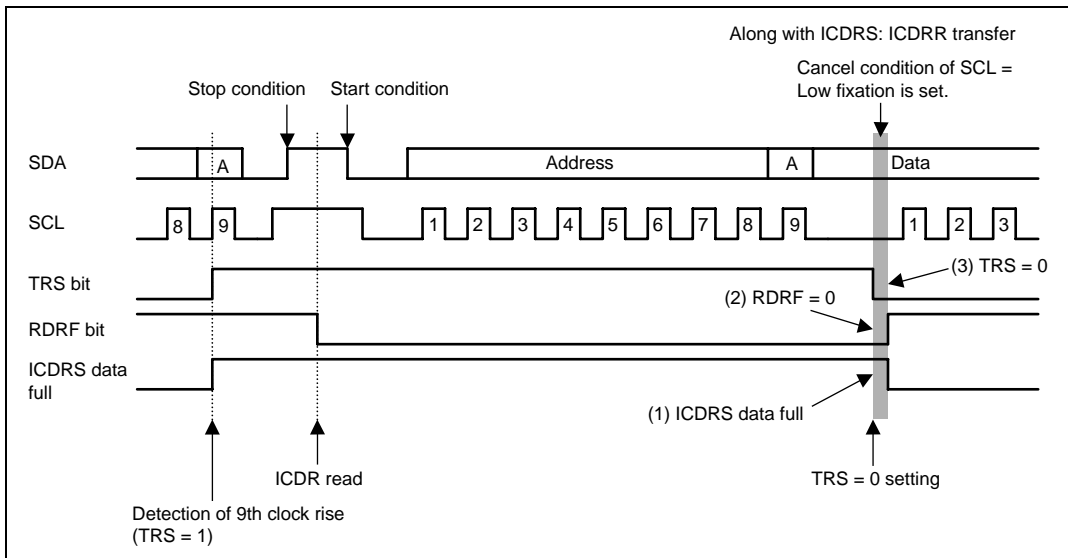 Along with ICDRS: ICDRR transfer
Cancel condition of SCL =
Low fixation is set.
Stop condition
Start condition
SDA
A
Address
A
Data
SCL
8
9
1
2
3
4
5
6
7
8
9
1
2
3
TRS bit
(3) TRS = 0
(2) RDRF = 0
RDRF bit
ICDRS data
full
(1) ICDRS data full
ICDR read
TRS = 0 setting
Detection of 9th clock rise
(TRS = 1)